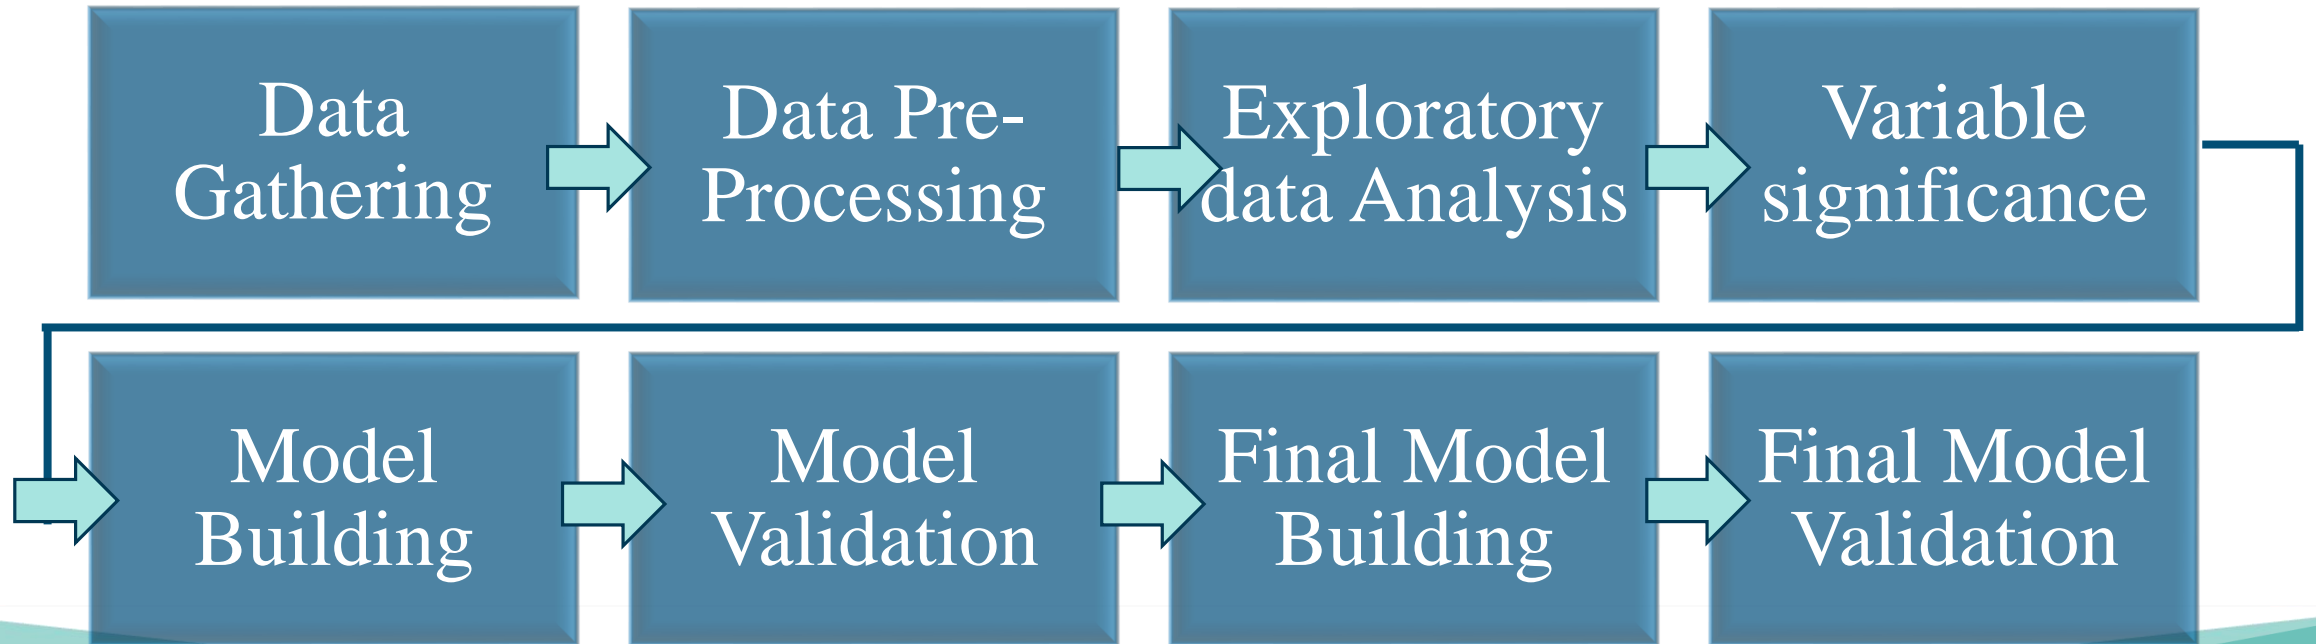 Data
Gathering
Data Pre-
Processing
Exploratory
data Analysis
Variable
significance
Model
Building
Model
Validation
Final Model
Building
Final Model
Validation